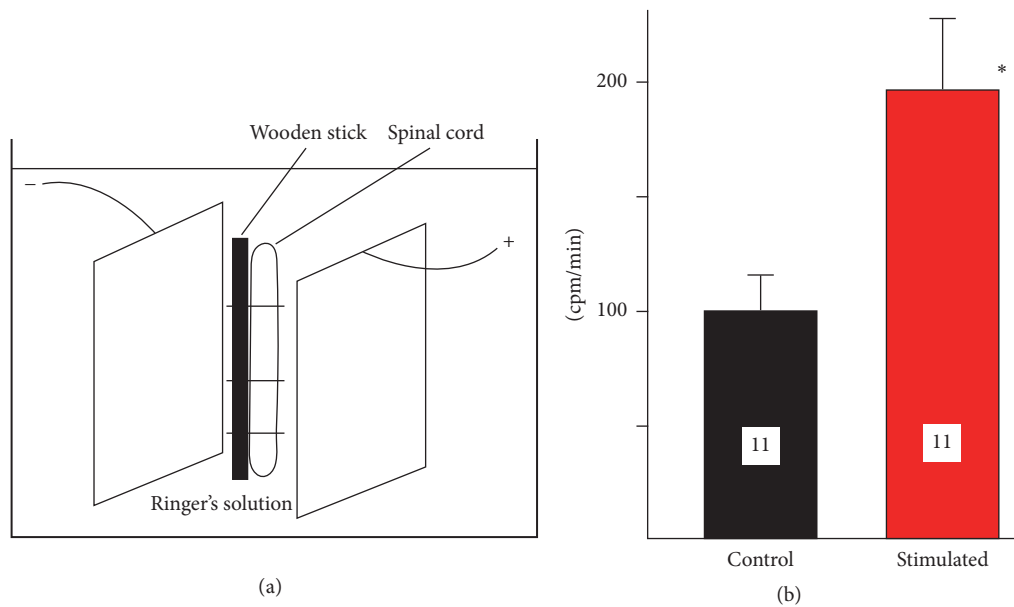 Wooden stick
Spinal cord
−
+
Ringer's solution
(a)
(cpm/min)
200
100
*
11
11
Control
Stimulated
(b)